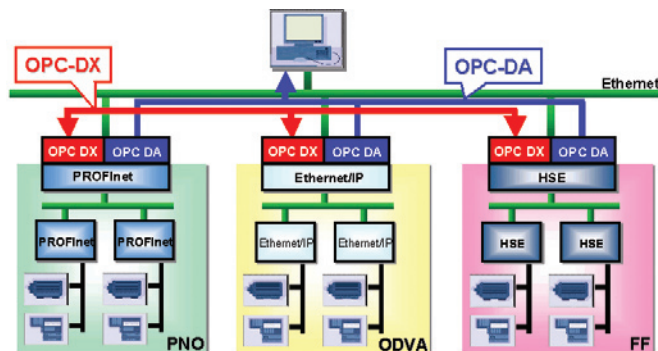 OPC-DX
OPC-DA
Ethernet
OPC DX OPC DA
OPC DX OPC DA
OPC DX OPC DA
PROFInet
Ethernet/IP
HSE
PROFInet PROFInet
Ethernet/IP Ethernet/IP
HSE HSE
PNO
ODVA
FF